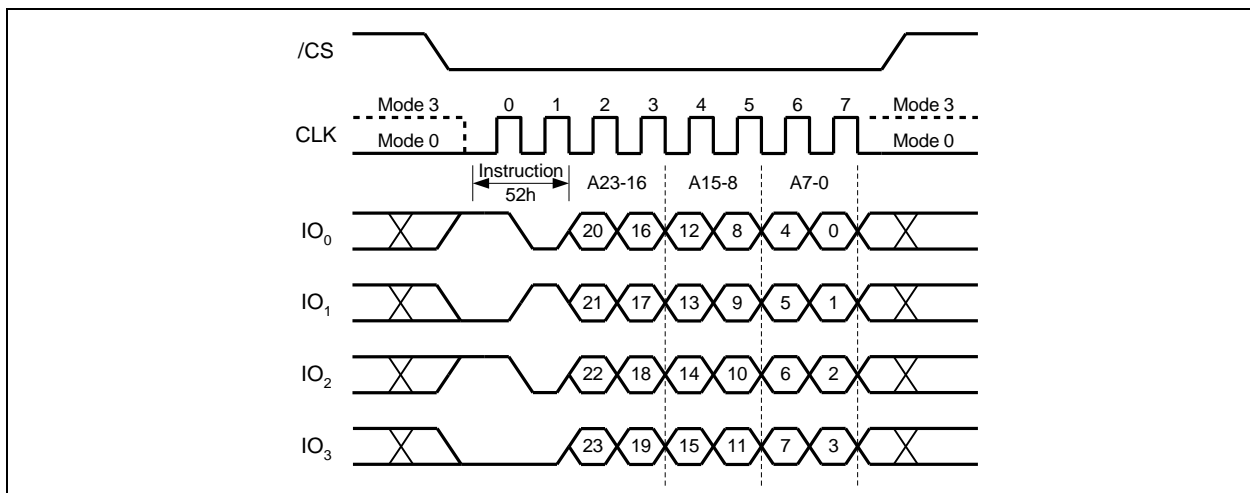 /CS
Mode 3 0 1 2 3 4 5 6 7 Mode 3
CLK
Mode 0 Mode 0
Instruction A23-16 A15-8 A7-0
52h
IO0 20 16 12 8 4 0
IO1 21 17 13 9 5 1
IO2 22 18 14 10 6 2
IO3 23 19 15 11 7 3